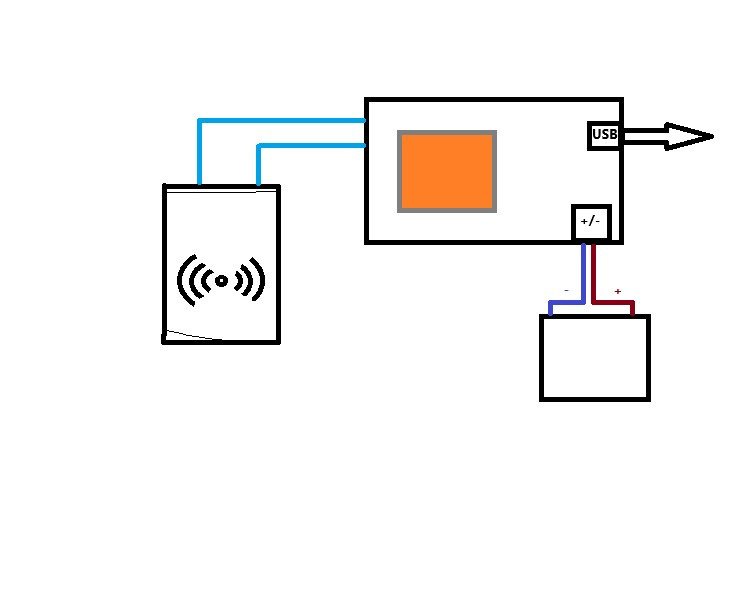 USB
+/-
- +